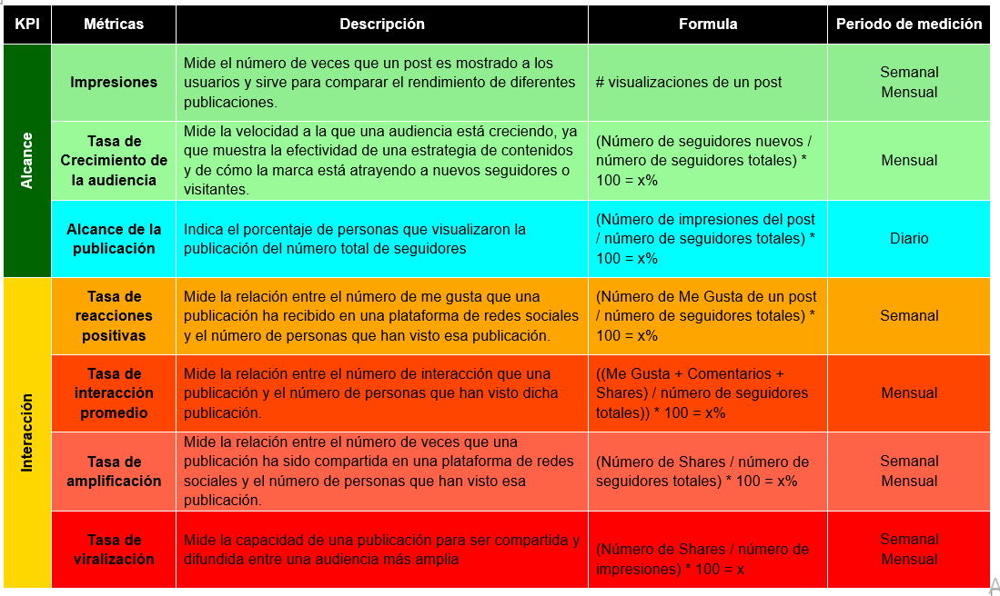 KPI Métricas Descripción Formula Periodo de medición
Alcance
Impresiones
Mide el número de veces que un post es mostrado a los
usuarios y sirve para comparar el rendimiento de diferentes
publicaciones.
# visualizaciones de un post
Semanal
Mensual
Tasa de
Crecimiento de
la audiencia
Mide la velocidad a la que una audiencia está creciendo, ya
que muestra la efectividad de una estrategia de contenidos
y de cómo la marca está atrayendo a nuevos seguidores o
visitantes.
(Número de seguidores nuevos /
número de seguidores totales) *
100 = x%
Mensual
Alcance de la
publicación
Indica el porcentaje de personas que visualizaron la
publicación del número total de seguidores
(Número de impresiones del post
/ número de seguidores totales) *
100 = x%
Diario
Interacción
Tasa de
reacciones
positivas
Mide la relación entre el número de me gusta que una
publicación ha recibido en una plataforma de redes sociales
y el número de personas que han visto esa publicación.
(Número de Me Gusta de un post
/ número de seguidores totales) *
100 = x%
Semanal
Tasa de
interacción
promedio
Mide la relación entre el número de interacción que una
publicación y el número de personas que han visto dicha
publicación.
((Me Gusta + Comentarios +
Shares) / número de seguidores
totales)) * 100 = x%
Mensual
Tasa de
amplificación
Mide la relación entre el número de veces que una
publicación ha sido compartida en una plataforma de redes
sociales y el número de personas que han visto esa
publicación.
(Número de Shares / número de
seguidores totales) * 100 = x%
Semanal
Mensual
Tasa de
viralización
Mide la capacidad de una publicación para ser compartida y
difundida entre una audiencia más amplia
(Número de Shares / número de
impresiones) * 100 = x
Semanal
Mensual